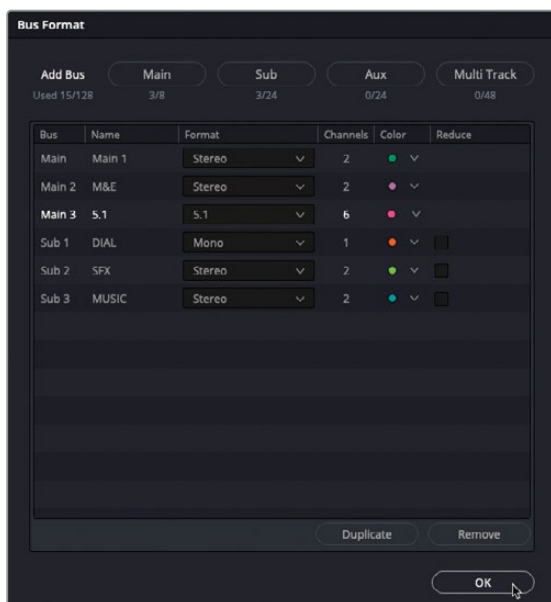 Bus Format
Add Bus Main Sub Aux Multi Track
Used 15/128 3/8 3/24 0/24 0/48
Bus Name Format Channels Color Reduce
Main Main 1 Stereo 2
Main 2 M&E Stereo 2
Main 3 5.1 5.1 6
Sub 1 DIAL Mono 1
Sub 2 SFX Stereo 2
Sub 3 MUSIC Stereo 2
Duplicate Remove
OK